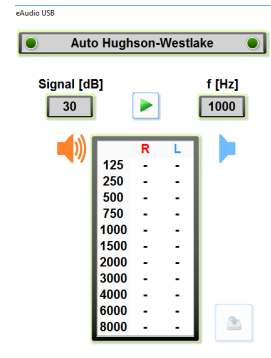 eAudio USB
Auto Hughson-Westlake
Signal [dB] f [Hz]
30 1000
R L
125 - -
250 - -
500 - -
750 - -
1000 - -
1500 - -
2000 - -
3000 - -
4000 - -
6000 - -
8000 - -